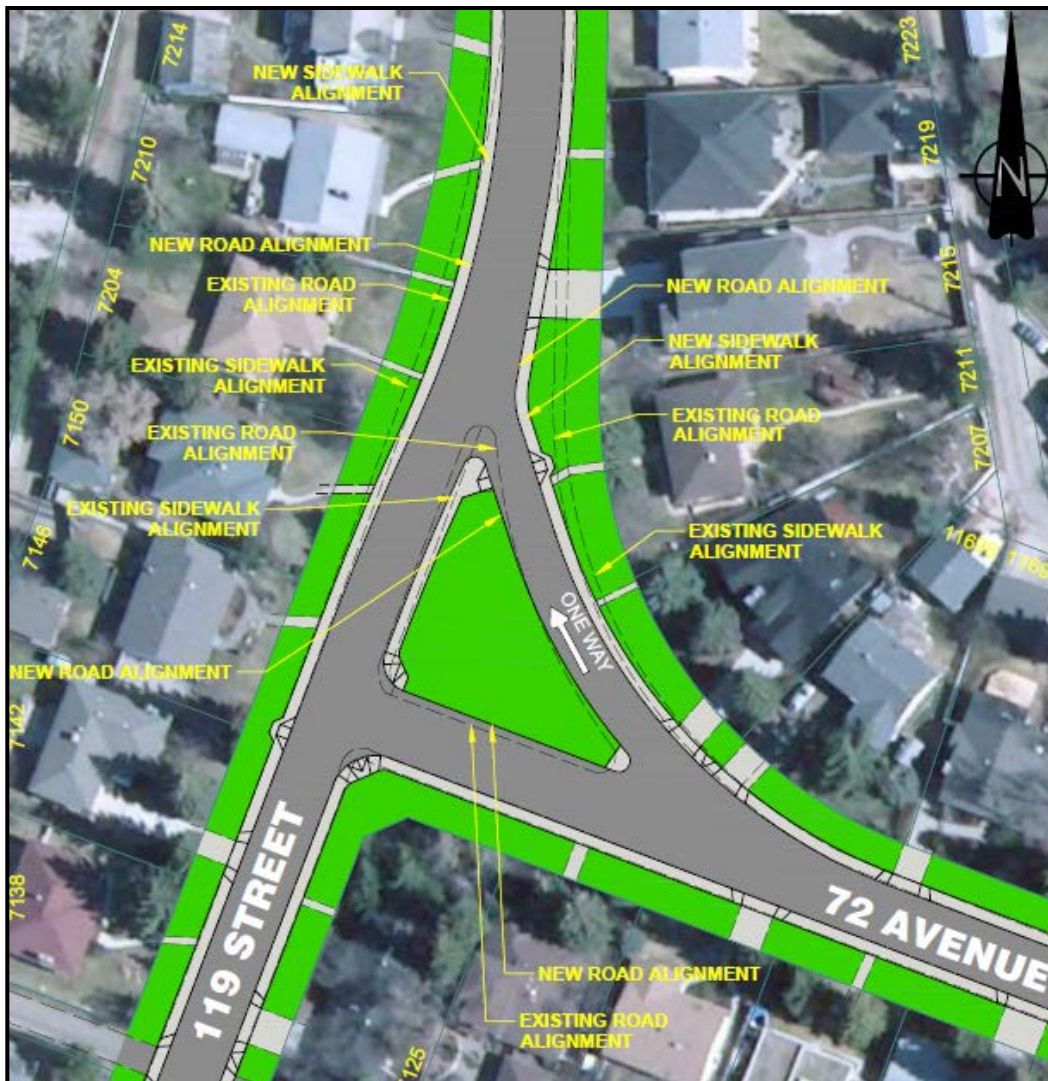 7214
7223
NEW SIDEWALK
ALIGNMENT
7210
7219
N
NEW ROAD ALIGNMENT
7204
EXISTING ROAD
ALIGNMENT
7215
NEW ROAD ALIGNMENT
NEW SIDEWALK
ALIGNMENT
EXISTING SIDEWALK
ALIGNMENT
7211
7150
EXISTING ROAD
ALIGNMENT
EXISTING ROAD
ALIGNMENT
7207
EXISTING SIDEWALK
ALIGNMENT
7146
EXISTING SIDEWALK
ALIGNMENT
ONE WAY
NEW ROAD ALIGNMENT
7142
119 STREET
7138
72 AVENUE
NEW ROAD ALIGNMENT
EXISTING ROAD
ALIGNMENT
7125